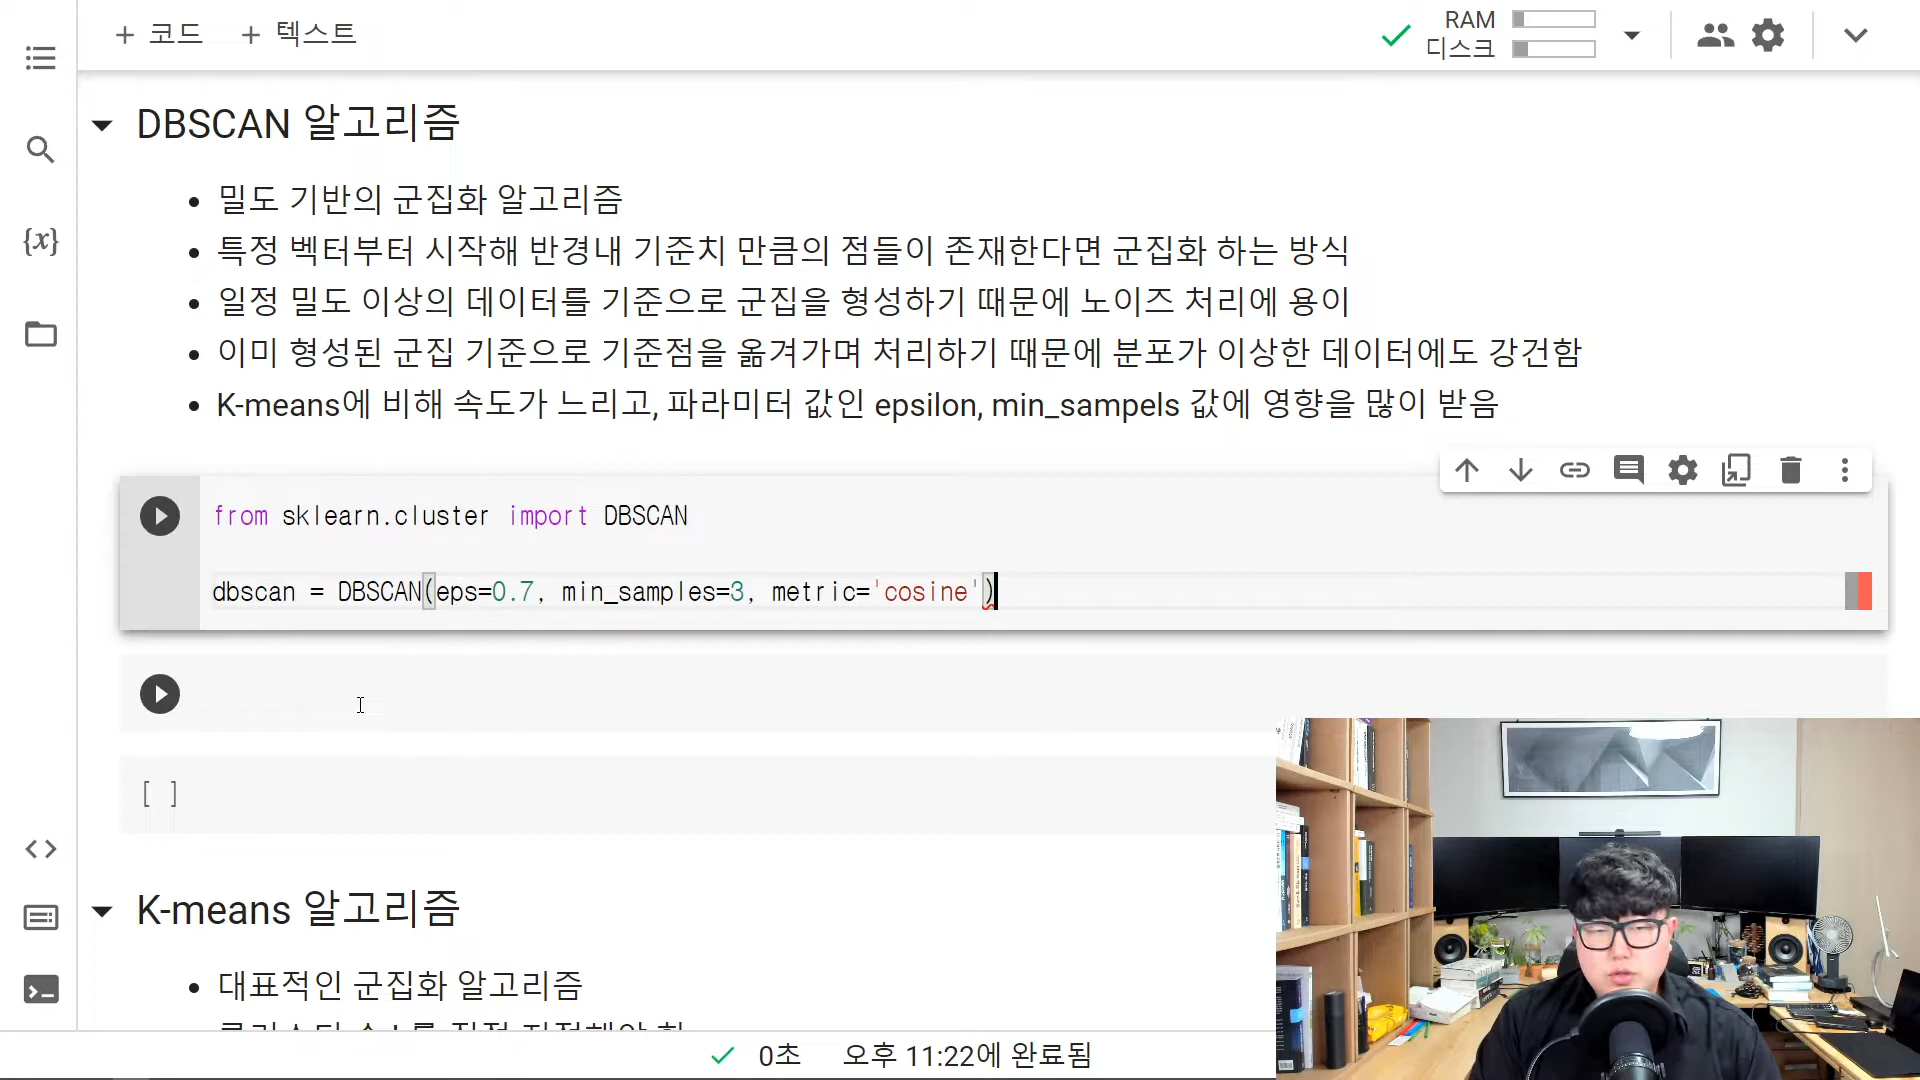 + 코드 + 텍스트
RAM
디스크
DBSCAN 알고리즘
밀도 기반의 군집화 알고리즘
특정 벡터부터 시작해 반경내 기준치 만큼의 점들이 존재한다면 군집화 하는 방식
일정 밀도 이상의 데이터를 기준으로 군집을 형성하기 때문에 노이즈 처리에 용이
이미 형성된 군집 기준으로 기준점을 옮겨가며 처리하기 때문에 분포가 이상한 데이터에도 강건함
K-means에 비해 속도가 느리고, 파라미터 값인 epsilon, min_sampels 값에 영향을 많이 받음
{x}
from sklearn.cluster import DBSCAN
dbscan = DBSCAN(eps=0.7, min_samples=3, metric='cosine')
[ ]
K-means 알고리즘
대표적인 군집화 알고리즘
0초 오후 11:22에 완료됨